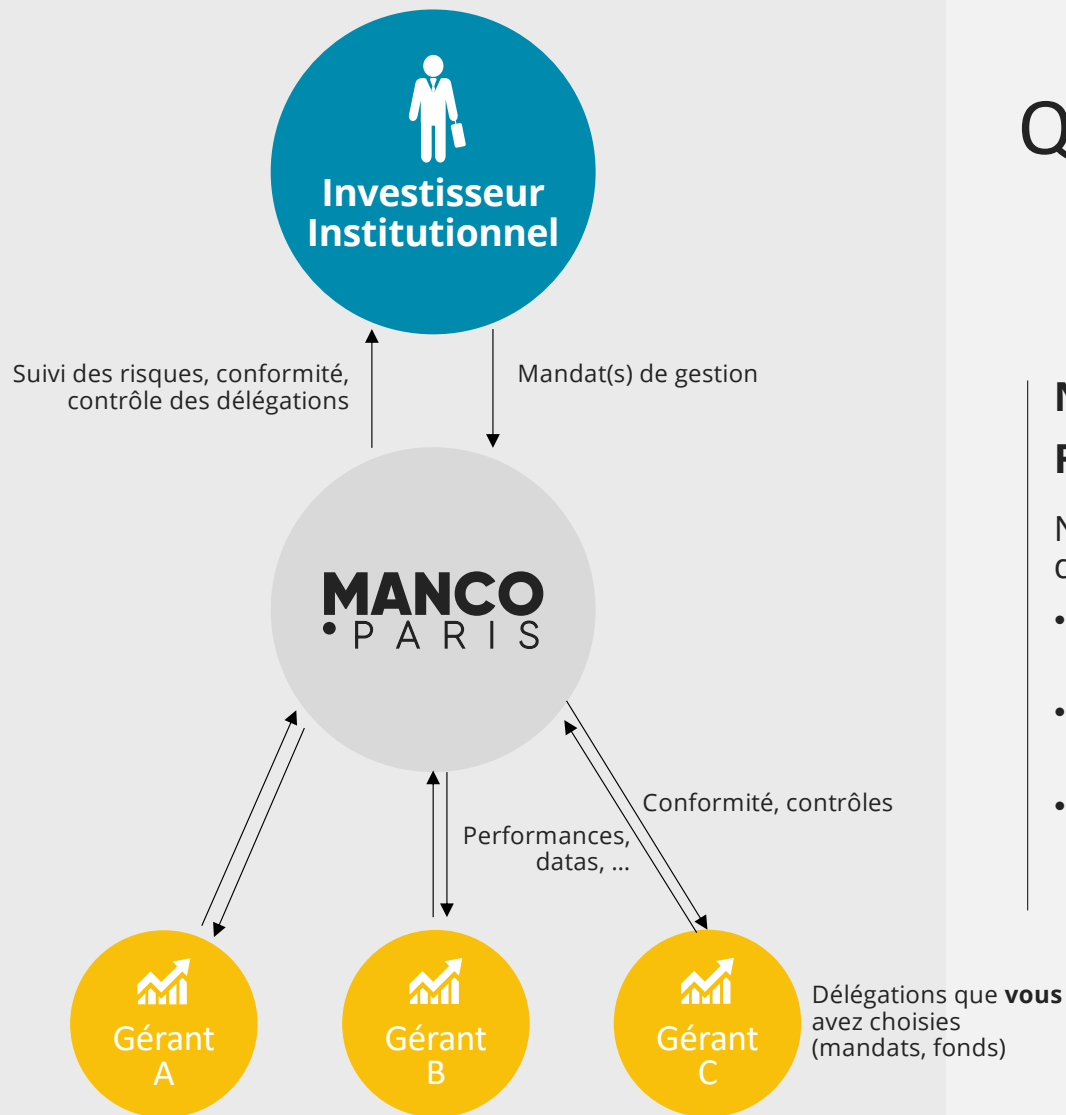 Investisseur
Institutionnel
Suivi des risques, conformité,
contrôle des délégations
Mandat(s) de gestion
MANCO
•PARIS
Conformité, contrôles
Performances,
datas, ...
Gérant
A
Gérant
B
Gérant
C
Délégations que vous
avez choisies
(mandats, fonds)